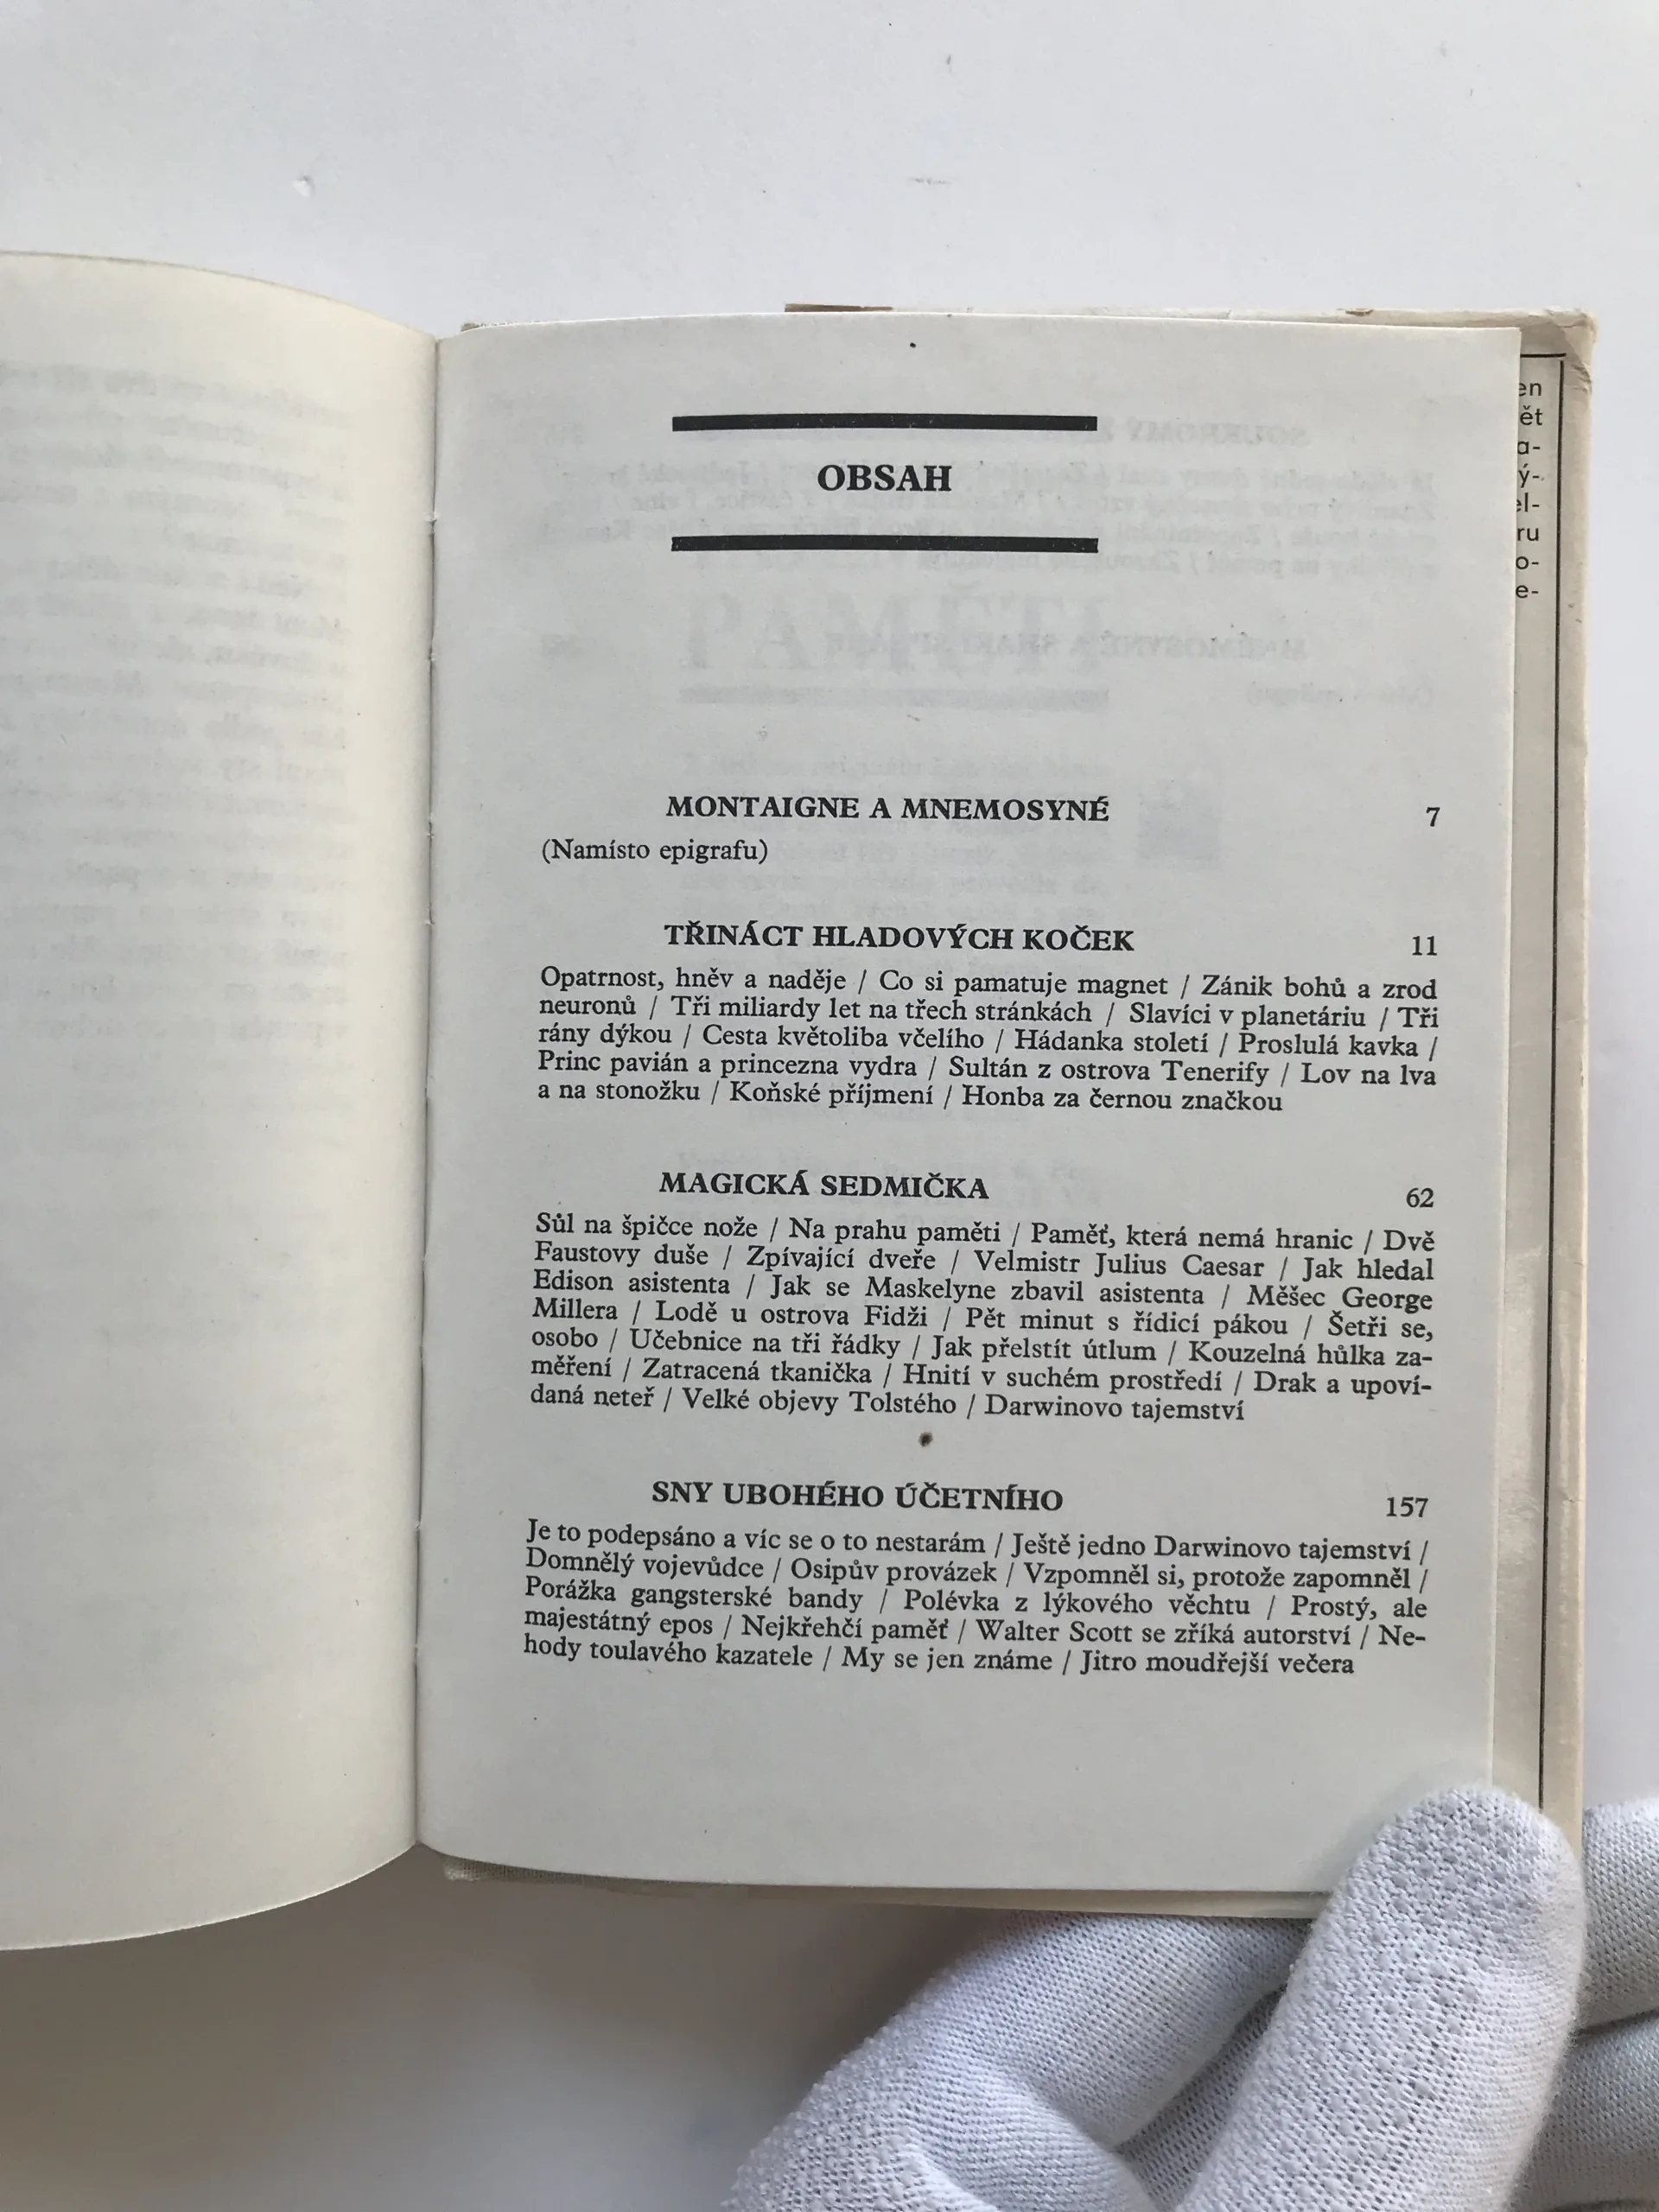 OBSAH
MONTAIGNE A MNEMOSYNÉ 7
(Namísto epigrafu)
TŘINÁCT HLADOVÝCH KOČEK 11
Opatrnost, hněv a naděje / Co si pamatuje magnet / Zánik bohů a zrod
neuronů / Tři miliardy let na třech stránkách / Slavíci v planetáriu / Tři
rány dýkou / Cesta květoliba včelího / Hádanka století / Proslulá kavka /
Princ pavián a princezna vydra / Sultán z ostrova Tenerify / Lov na lva
a na stonožku / Koňské příjmení / Honba za černou značkou
MAGICKÁ SEDMIČKA 62
Sůl na špičce nože / Na prahu paměti / Paměť, která nemá hranic / Dvě
Faustovy duše / Zpívající dveře / Velmistr Julius Caesar / Jak hledal
Edison asistenta / Jak se Maskelyne zbavil asistenta / Měšec George
Millera / Lodě u ostrova Fidži / Pět minut s řídicí pákou / Šetři se,
osobo / Učebnice na tři řádky / Jak přelstít útlum / Kouzelná hůlka za-
měření / Zatracená tkanička / Hnití v suchém prostředí / Drak a upoví-
daná neteř / Velké objevy Tolstého / Darwinovo tajemství
SNY UBOHÉHO ÚČETNÍHO 157
Je to podepsáno a víc se o to nestarám / Ještě jedno Darwinovo tajemství /
Domnělý vojevůdce / Osipův provázek / Vzpomněl si, protože zapomněl /
Porážka gangsterské bandy / Polévka z lýkového věchtu / Prostý, ale
majestátný epos / Nejkřehčí paměť / Walter Scott se zříká autorství / Ne-
hody toulavého kazatele / My se jen známe / Jitro moudřejší večera
en
ět
a-
ý-
el-
ru
o-
e-